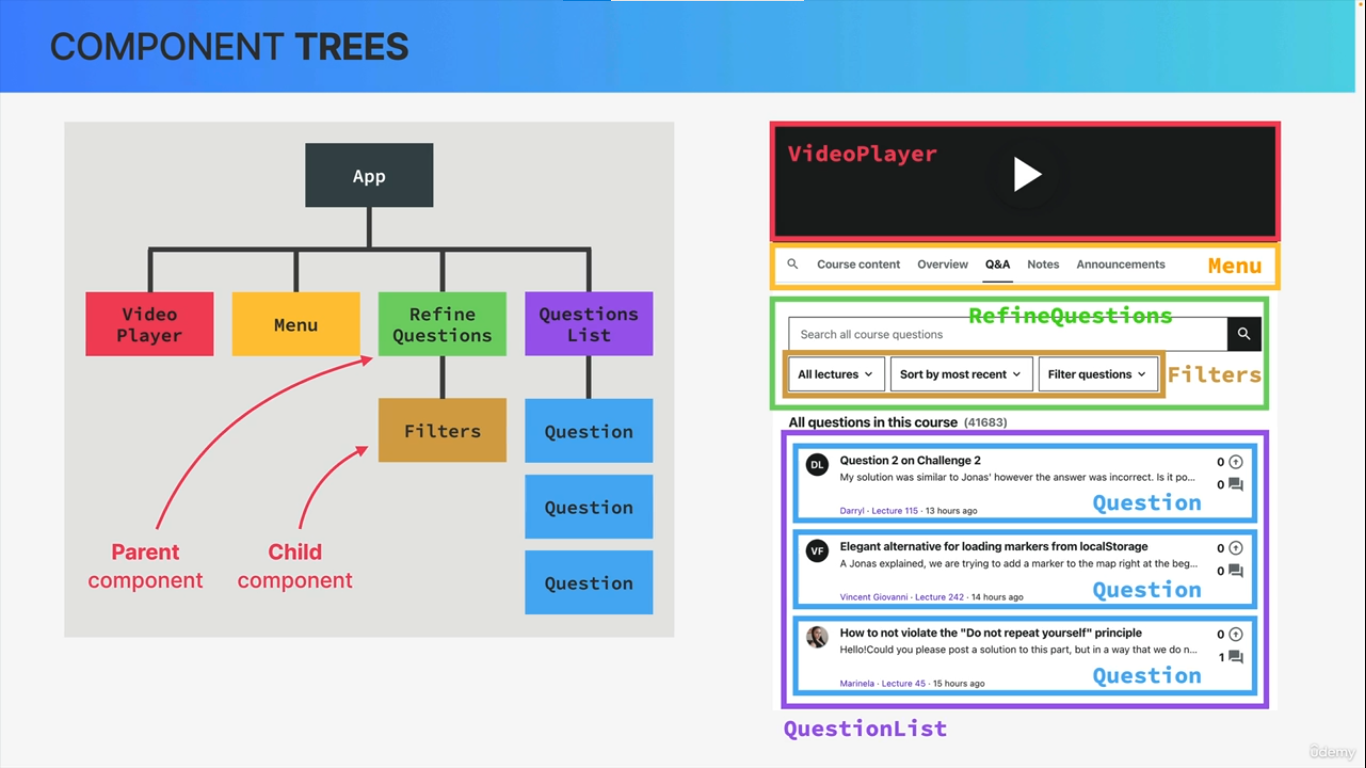 COMPONENT TREES
App
Video
Player
Menu
Refine
Questions
Questions
List
Filters
Question
Question
Question
Parent
component
Child
component
VideoPlayer
Course content Overview Q&A Notes Announcements
Menu
RefineQuestions
Search all course questions
All lectures Sort by most recent Filter questions
Filters
All questions in this course (41683)
DL
Question 2 on Challenge 2
0
My solution was similar to Jonas' however the answer was incorrect. Is it po...
0
Question
Darryl · Lecture 115 · 13 hours ago
VF
Elegant alternative for loading markers from localStorage
0
A Jonas explained, we are trying to add a marker to the map right at the beg...
0
Question
Vincent Giovanni · Lecture 242 · 14 hours ago
How to not violate the "Do not repeat yourself" principle
0
Hello!Could you please post a solution to this part, but in a way that we do n...
1
Question
Marinela · Lecture 45 · 15 hours ago
QuestionList
ûdemy